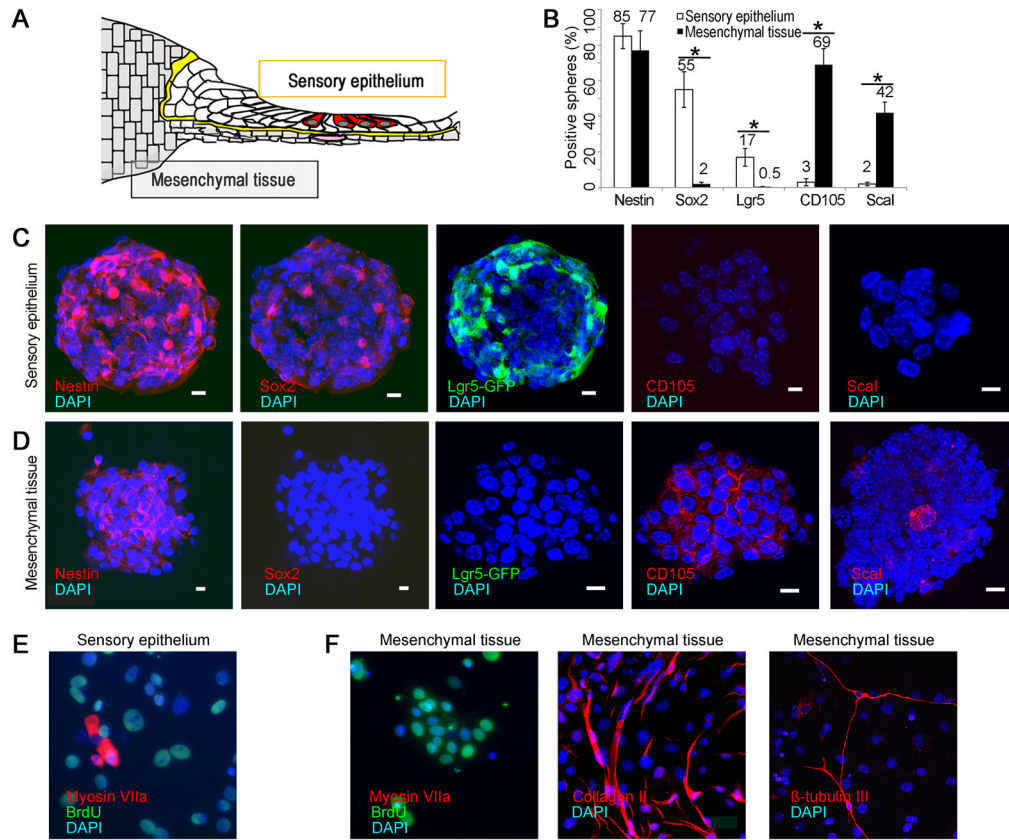 A
Sensory epithelium
Mesenchymal tissue
B
Sensory epithelium
Mesenchymal tissue
Positive spheres (%)
0 20 40 60 80 100
85 77
55
2
*
17
0.5
*
3
69
*
2
42
*
Nestin Sox2 Lgr5 CD105 ScaI
C
Sensory epithelium
Nestin
DAPI
Sox2
DAPI
Lgr5-GFP
DAPI
CD105
DAPI
ScaI
DAPI
D
Mesenchymal tissue
Nestin
DAPI
Sox2
DAPI
Lgr5-GFP
DAPI
CD105
DAPI
ScaI
DAPI
E
Sensory epithelium
Myosin VIIa
BrdU
DAPI
F
Mesenchymal tissue
Myosin VIIa
BrdU
DAPI
Mesenchymal tissue
Collagen II
DAPI
Mesenchymal tissue
ß-tubulin III
DAPI